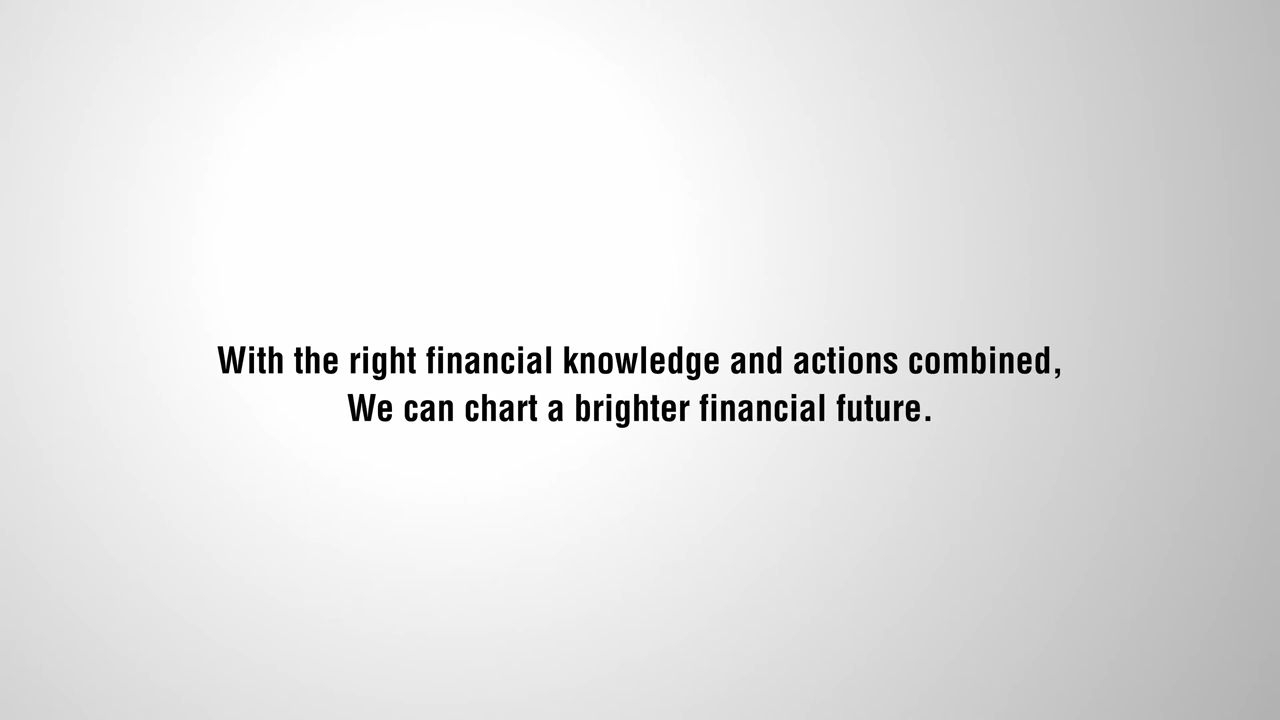 With the right financial knowledge and actions combined,
We can chart a brighter financial future.